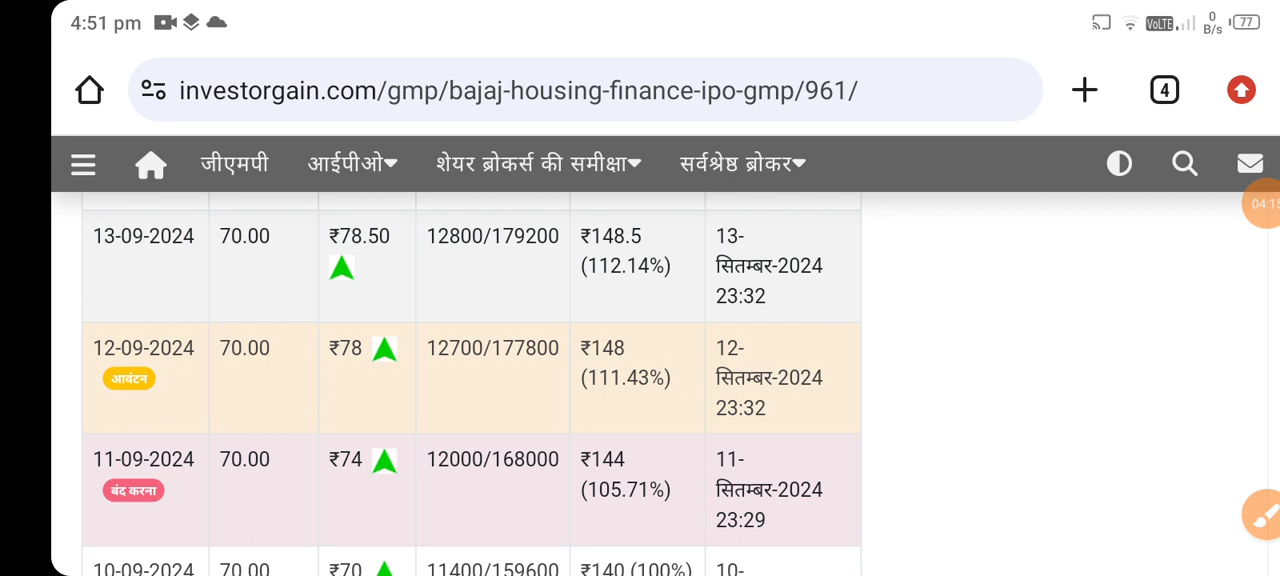 4:51 pm
VoLTE
0
B/s
77
investorgain.com/gmp/bajaj-housing-finance-ipo-gmp/961/
4
जीएमपी आईपीओ शेयर ब्रोकर्स की समीक्षा सर्वश्रेष्ठ ब्रोकर
04:15
13-09-2024 70.00 ₹78.50 12800/179200 ₹148.5 13-
(112.14%) सितम्बर-2024
23:32
12-09-2024 70.00 ₹78 12700/177800 ₹148 12-
आवंटन (111.43%) सितम्बर-2024
23:32
11-09-2024 70.00 ₹74 12000/168000 ₹144 11-
बंद करना (105.71%) सितम्बर-2024
23:29
10-09-2024 70.00 ₹70 11400/159600 ₹140 (100%) 10-